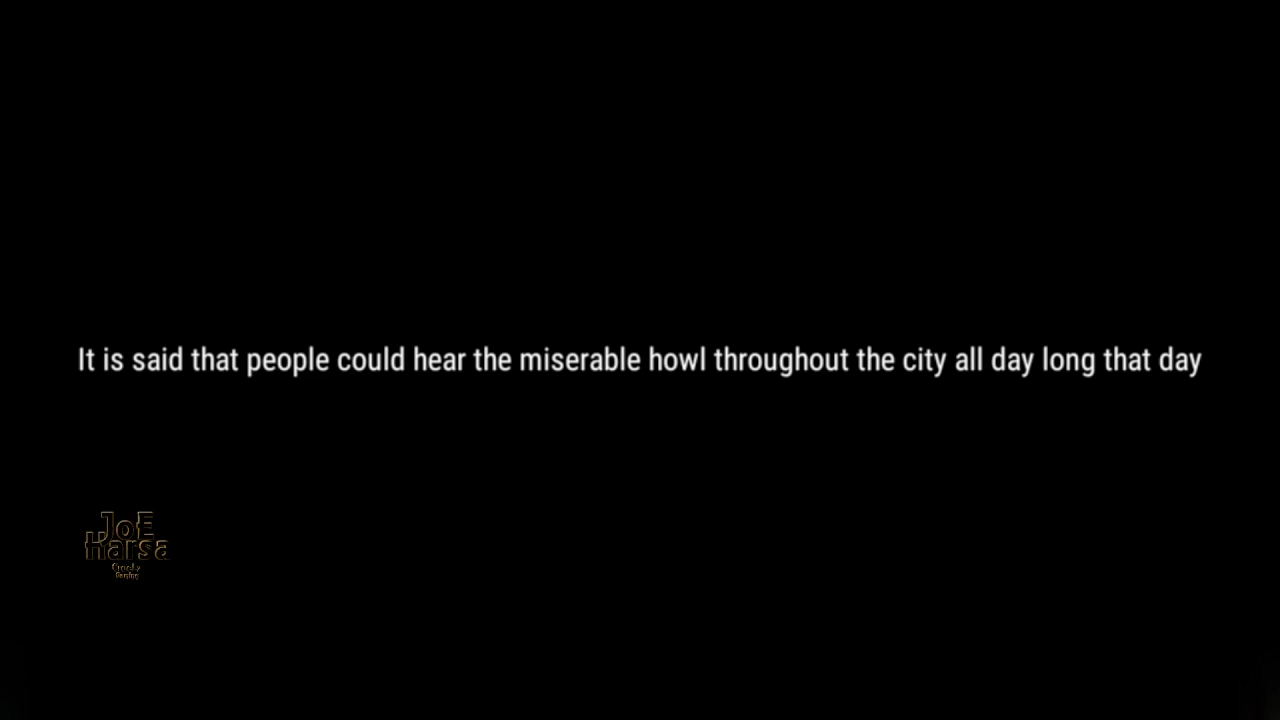 It is said that people could hear the miserable howl throughout the city all day long that day
JoE
Harsa